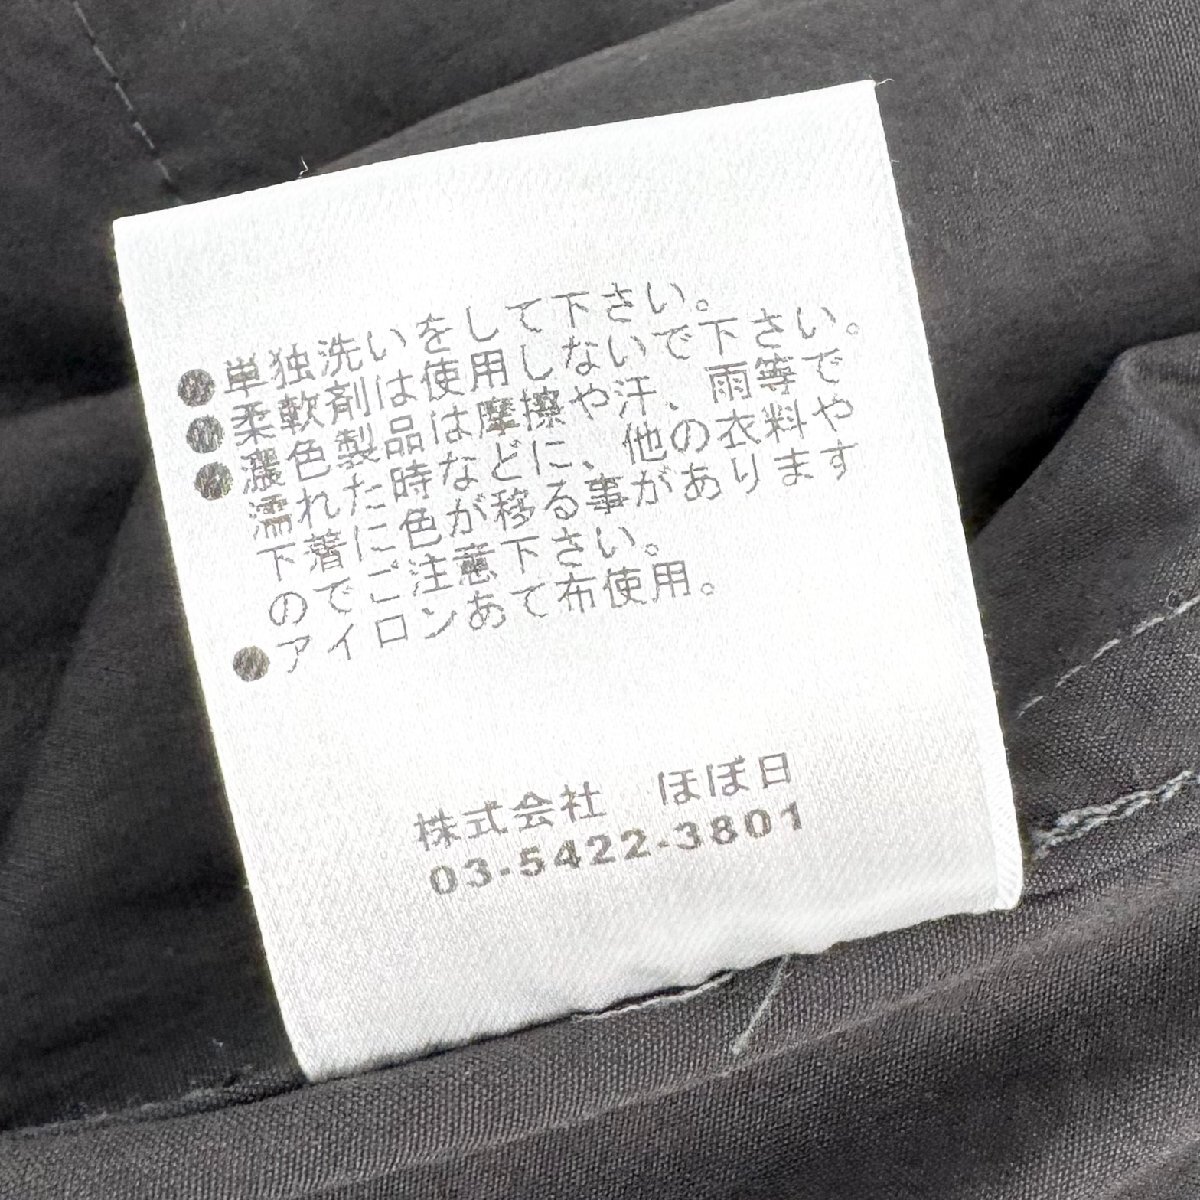 ●単独洗いをして下さい。
●柔軟剤は使用しないで下さい。
●濃色製品は摩擦や汗、雨等で
濡れた時などに、他の衣料や
下着に色が移る事があります
のでご注意下さい。
●アイロンあて布使用。
株式会社　ほぼ日
03-5422-3801